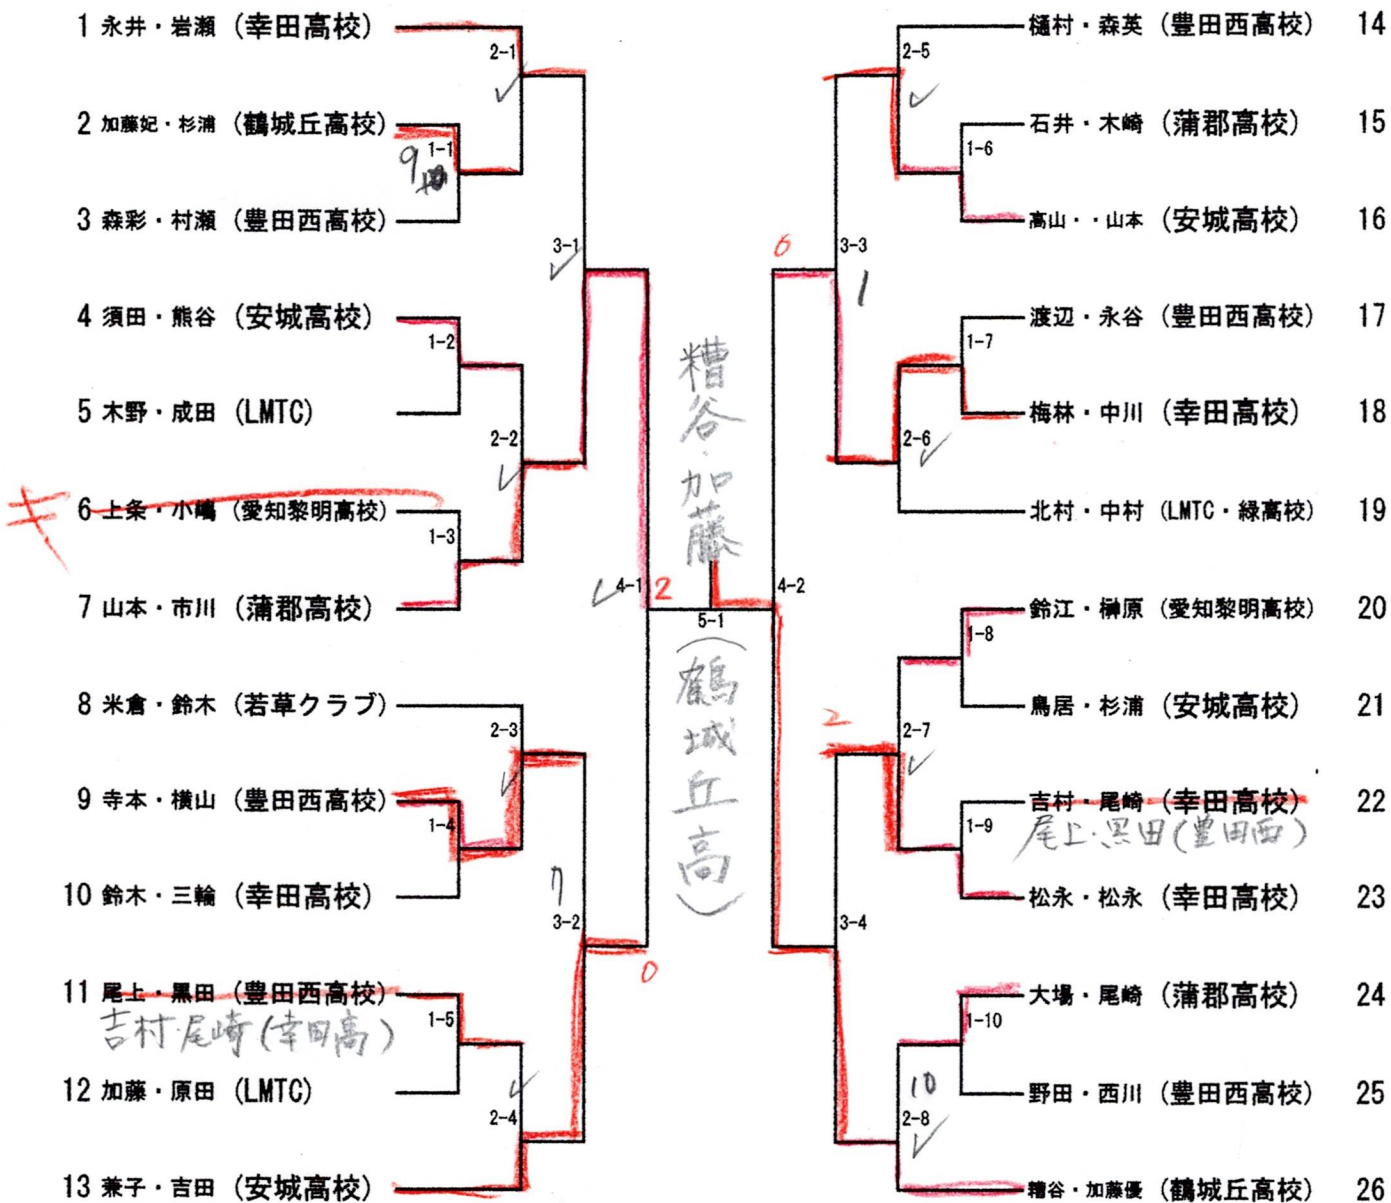 1 永井・岩瀬 (幸田高校)
2-1
2 加藤妃・杉浦 (鶴城丘高校)
1-1
9
3 森彩・村瀬 (豊田西高校)
3-1
4 須田・熊谷 (安城高校)
1-2
5 木野・成田 (LMTC)
2-2
キ
6 上条・小嶋 (愛知黎明高校)
1-3
7 山本・市川 (蒲郡高校)
4-1
2
8 米倉・鈴木 (若草クラブ)
2-3
9 寺本・横山 (豊田西高校)
1-4
10 鈴木・三輪 (幸田高校)
3-2
0
11 尾上・黒田 (豊田西高校)
吉村・尾崎 (幸田高)
1-5
12 加藤・原田 (LMTC)
2-4
13 兼子・吉田 (安城高校)
糟谷・加藤
5-1
(鶴城丘高)
樋村・森英 (豊田西高校) 14
2-5
石井・木崎 (蒲郡高校) 15
1-6
高山・・山本 (安城高校) 16
6
3-3
1
渡辺・永谷 (豊田西高校) 17
1-7
梅林・中川 (幸田高校) 18
2-6
北村・中村 (LMTC・緑高校) 19
4-2
鈴江・榊原 (愛知黎明高校) 20
1-8
鳥居・杉浦 (安城高校) 21
2
2-7
吉村・尾崎 (幸田高校) 22
尾上・黒田 (豊田西)
1-9
松永・松永 (幸田高校) 23
3-4
大場・尾崎 (蒲郡高校) 24
1-10
野田・西川 (豊田西高校) 25
10
2-8
糟谷・加藤優 (鶴城丘高校) 26